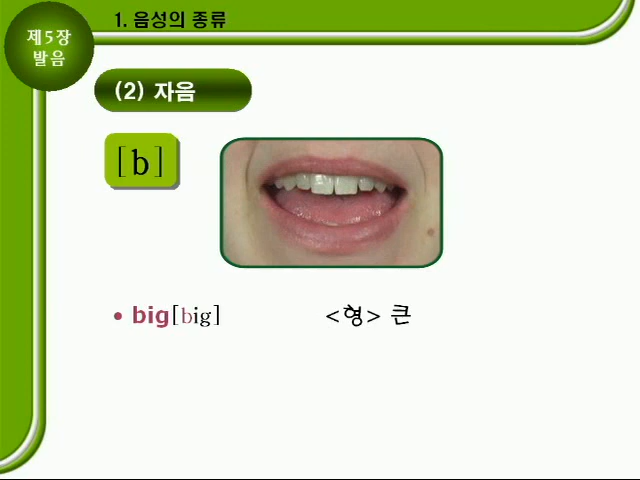 제5장
발음
1. 음성의 종류
(2) 자음
[b]
• big[big] <형> 큰